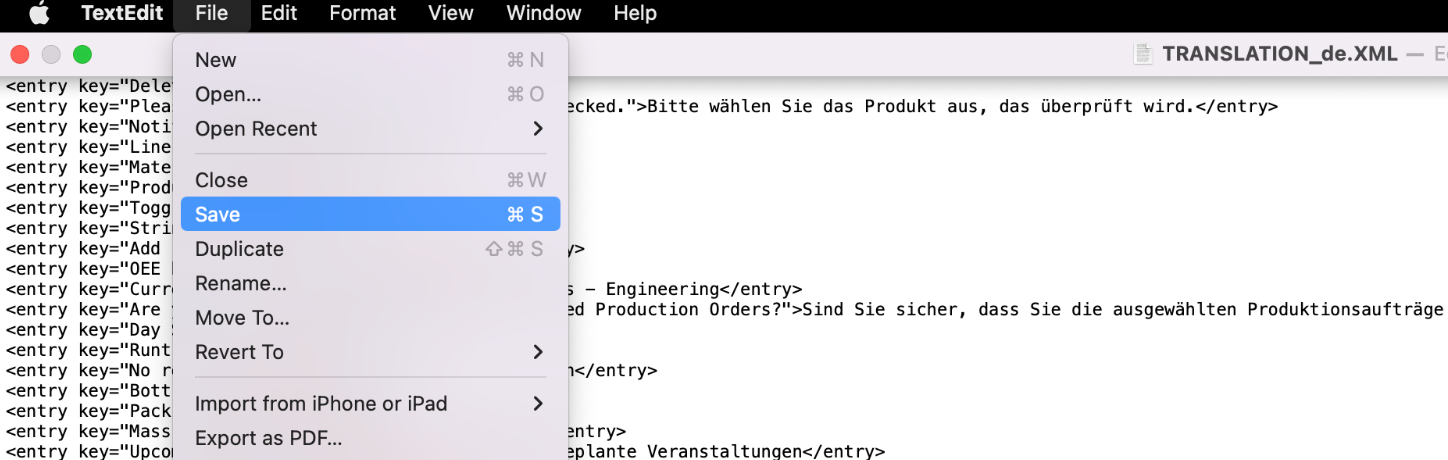 TextEdit File Edit Format View Window Help
TRANSLATION_de.XML —
New ⌘ N
Open... ⌘ O
Open Recent >
Close ⌘ W
Save ⌘ S
Duplicate ⇧ ⌘ S
Rename...
Move To...
Revert To >
Import from iPhone or iPad >
Export as PDF...
<entry key="Dele
<entry key="Plea ecked.">Bitte wählen Sie das Produkt aus, das überprüft wird.</entry>
<entry key="Noti
<entry key="Line
<entry key="Mate
<entry key="Prod
<entry key="Togg
<entry key="Stri
<entry key="Add y>
<entry key="OEE
<entry key="Curr s – Engineering</entry>
<entry key="Are ed Production Orders?">Sind Sie sicher, dass Sie die ausgewählten Produktionsaufträge
<entry key="Day
<entry key="Runt
<entry key="No r n</entry>
<entry key="Bott
<entry key="Pack
<entry key="Mass entry>
<entry key="Upco eplante Veranstaltungen</entry>